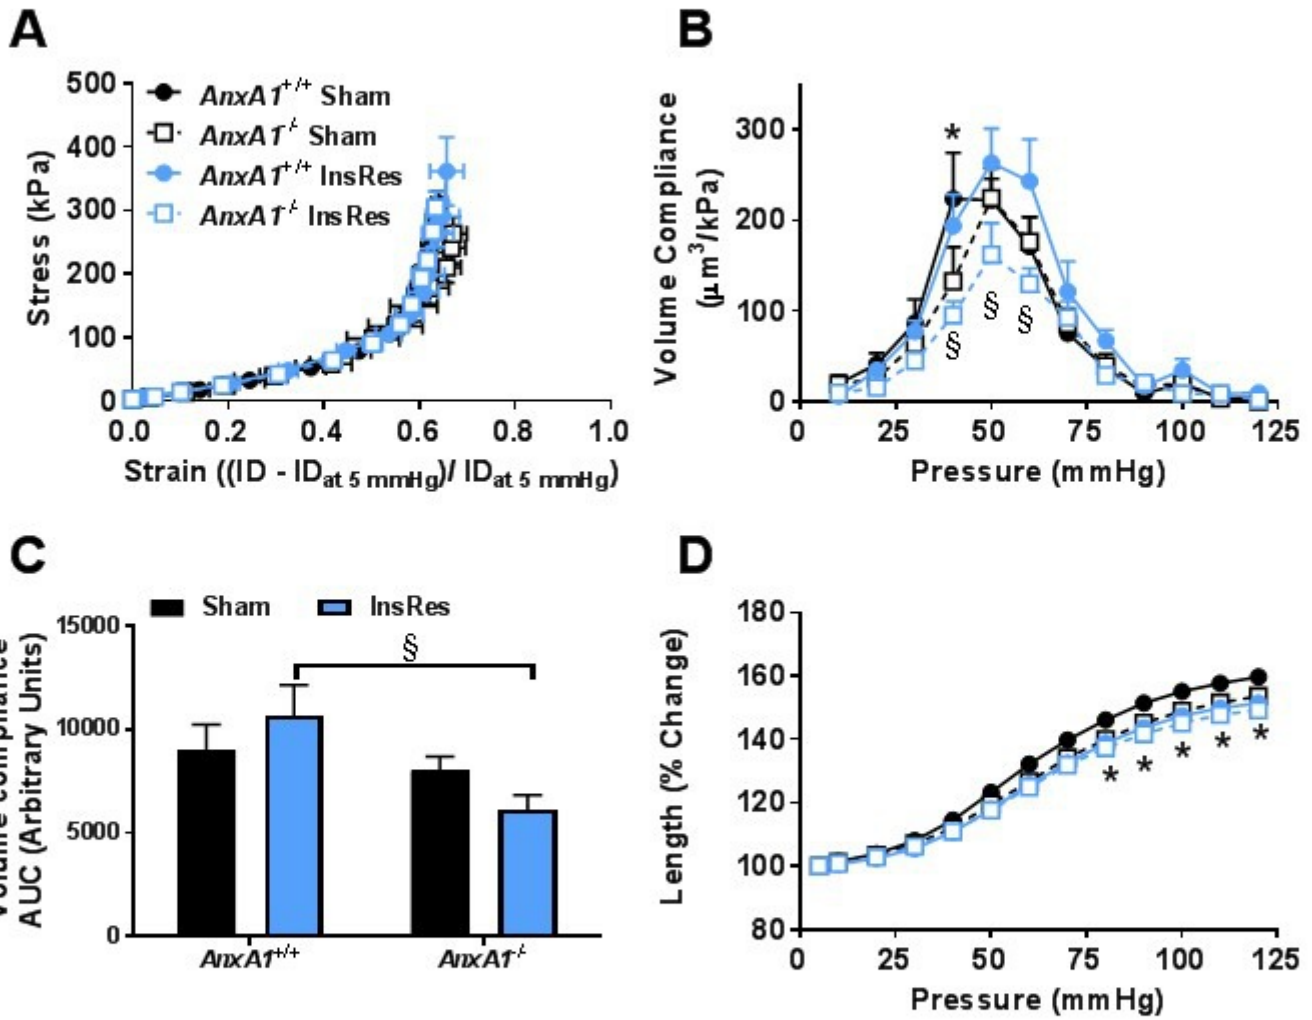 A
500
400
300
200
100
0
Stress (kPa)
AnxA1+/+ Sham
AnxA1-/- Sham
AnxA1+/+ InsRes
AnxA1-/- InsRes
0.0 0.2 0.4 0.6 0.8 1.0
Strain ((ID - IDat 5 mmHg)/ IDat 5 mmHg)
B
Volume Compliance
(µm3/kPa)
300
200
100
0
*
§ § §
0 25 50 75 100 125
Pressure (mmHg)
C
Sham InsRes
AUC (Arbitrary Units)
15000
10000
5000
0
§
AnxA1+/+ AnxA1-/-
D
Length (% Change)
180
160
140
120
100
80
* * * * *
0 25 50 75 100 125
Pressure (mmHg)